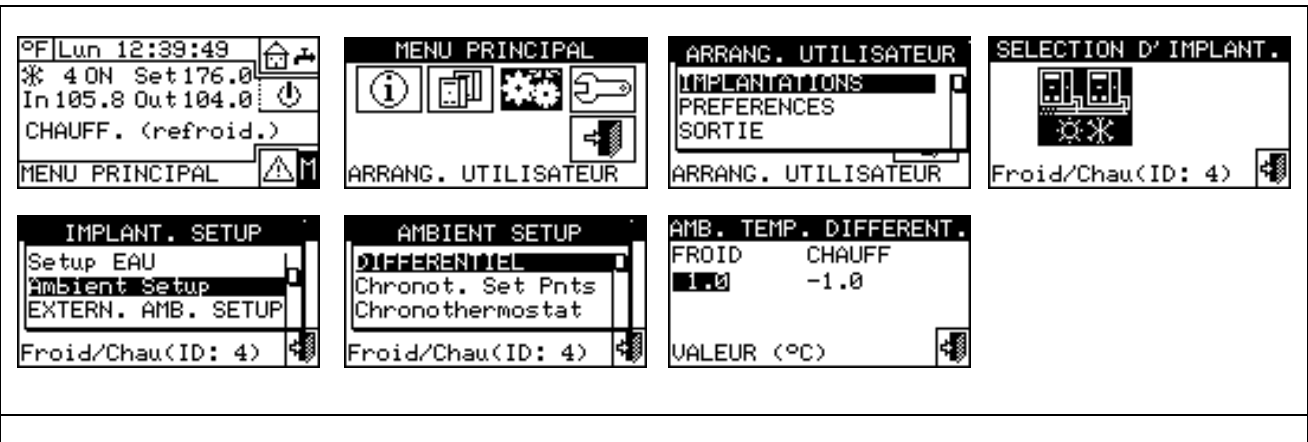 ºF Lun 12:39:49
4 ON Set 176.0
In 105.8 Out 104.0
CHAUFF. (refroid.)
MENU PRINCIPAL M
MENU PRINCIPAL
ARRANG. UTILISATEUR
ARRANG. UTILISATEUR
IMPLANTATIONS
PREFERENCES
SORTIE
ARRANG. UTILISATEUR
SELECTION D'IMPLANT.
Froid/Chau(ID: 4)
IMPLANT. SETUP
Setup EAU
Ambient Setup
EXTERN. AMB. SETUP
Froid/Chau(ID: 4)
AMBIENT SETUP
DIFFERENTIEL
Chronot. Set Pnts
Chronothermostat
Froid/Chau(ID: 4)
AMB. TEMP. DIFFERENT.
FROID CHAUFF
1.0 -1.0
VALEUR (ºC)